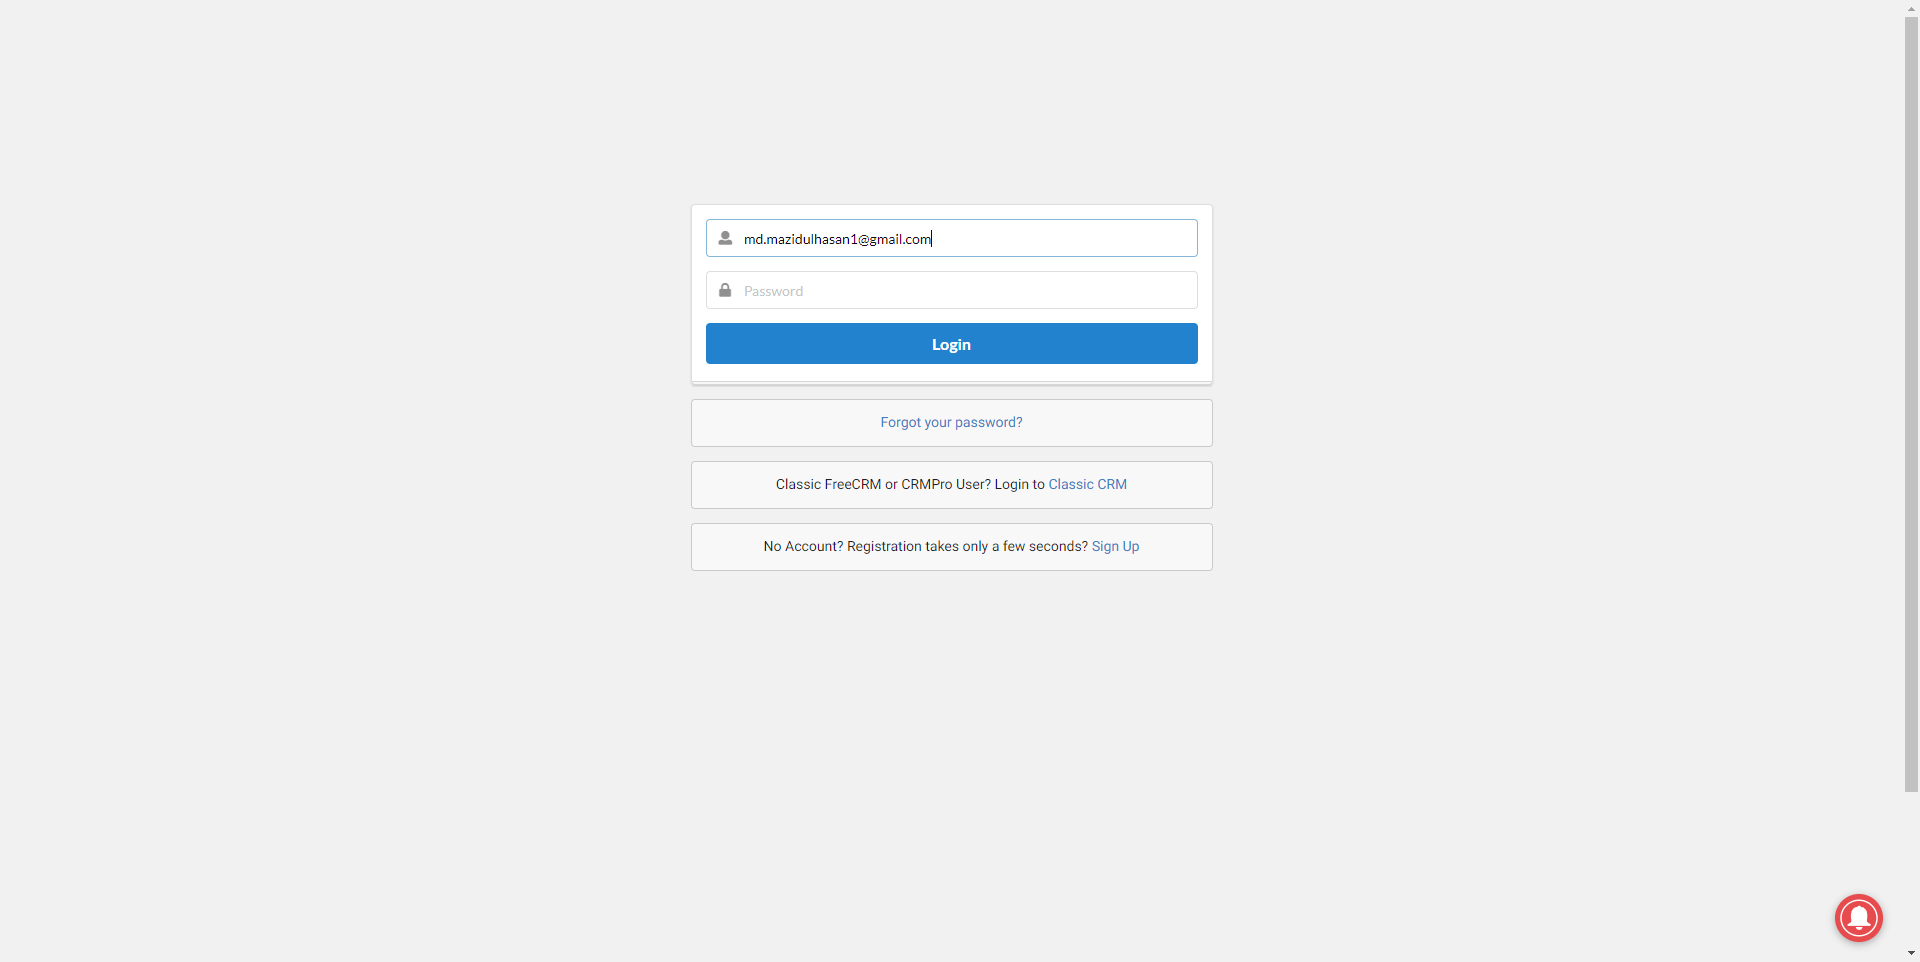 md.mazidulhasan1@gmail.com
Password
Login
Forgot your password?
Classic FreeCRM or CRMPro User? Login to Classic CRM
No Account? Registration takes only a few seconds? Sign Up